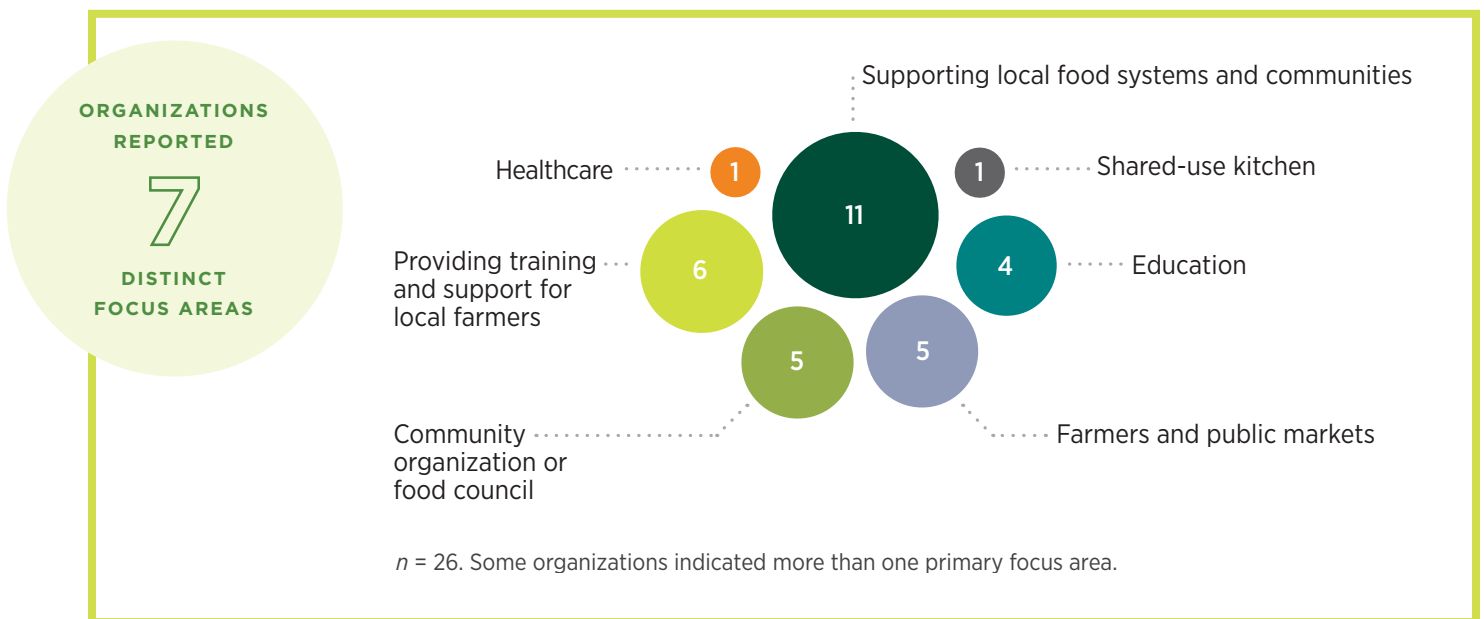 ORGANIZATIONS
REPORTED
7
DISTINCT
FOCUS AREAS
Supporting local food systems and communities
Healthcare
1
11
1
Shared-use kitchen
Providing training
and support for
local farmers
6
4
Education
5
5
Community
organization or
food council
Farmers and public markets
n = 26. Some organizations indicated more than one primary focus area.